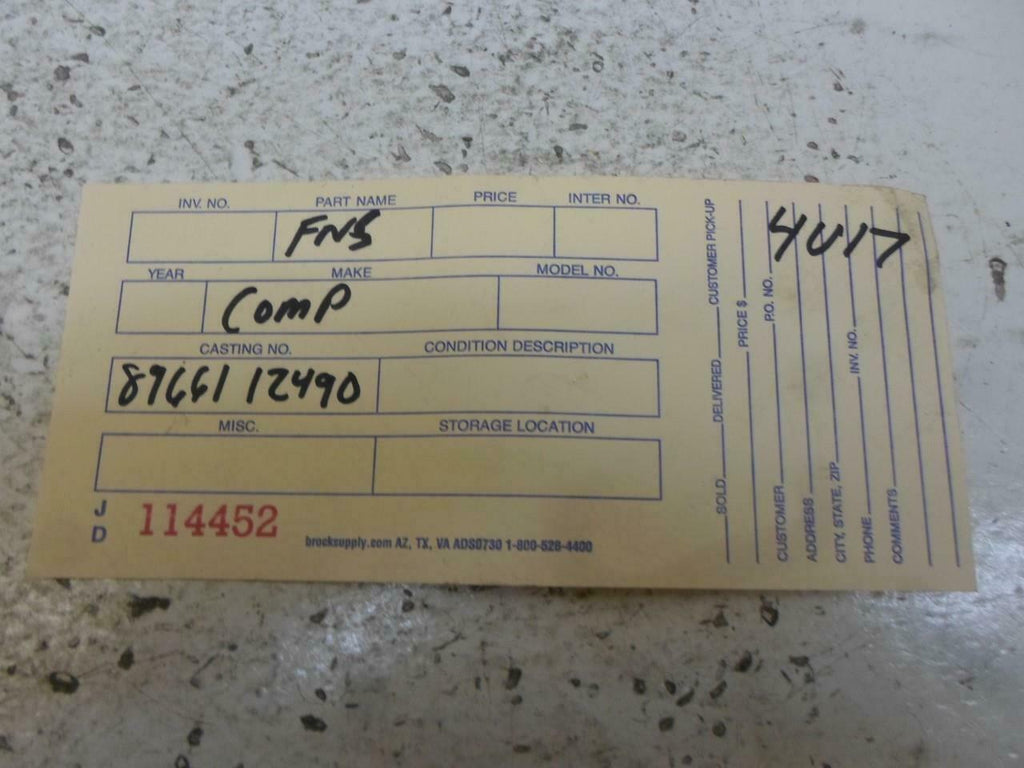 INV. NO. PART NAME PRICE INTER NO.
FNS
YEAR MAKE MODEL NO.
COMP
CASTING NO. CONDITION DESCRIPTION
89661 12490
MISC. STORAGE LOCATION
J D 114452
brocksupply.com AZ, TX, VA ADS0730 1-800-528-4400
SOLD DELIVERED CUSTOMER PICK-UP
PRICE $
P.O. NO.
CUSTOMER
ADDRESS
CITY, STATE, ZIP
INV. NO.
PHONE
COMMENTS
4U17